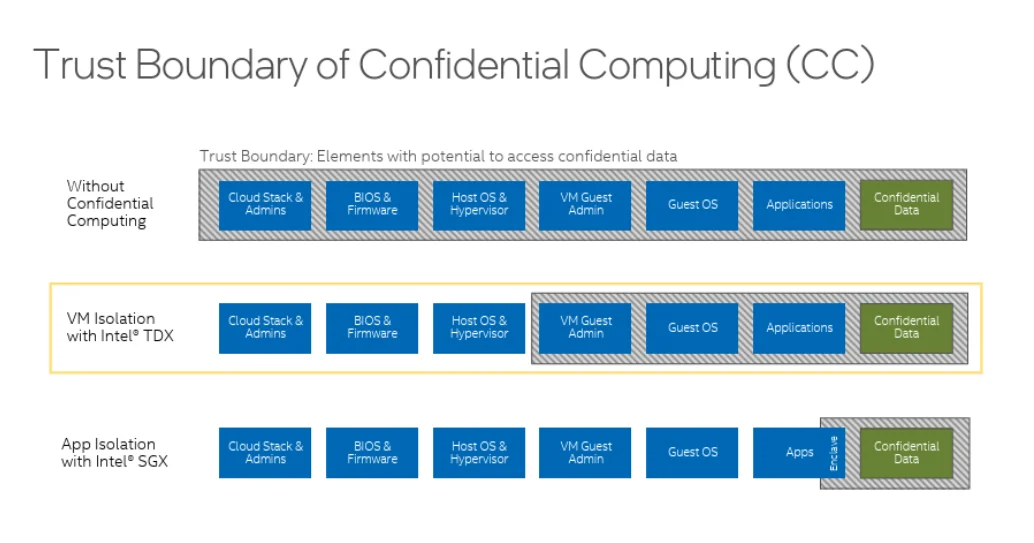 Trust Boundary of Confidential Computing (CC)
Trust Boundary: Elements with potential to access confidential data
Without
Confidential
Computing
Cloud Stack &
Admins
BIOS &
Firmware
Host OS &
Hypervisor
VM Guest
Admin
Guest OS
Applications
Confidential
Data
VM Isolation
with Intel® TDX
Cloud Stack &
Admins
BIOS &
Firmware
Host OS &
Hypervisor
VM Guest
Admin
Guest OS
Applications
Confidential
Data
App Isolation
with Intel® SGX
Cloud Stack &
Admins
BIOS &
Firmware
Host OS &
Hypervisor
VM Guest
Admin
Guest OS
Apps
Enclave
Confidential
Data